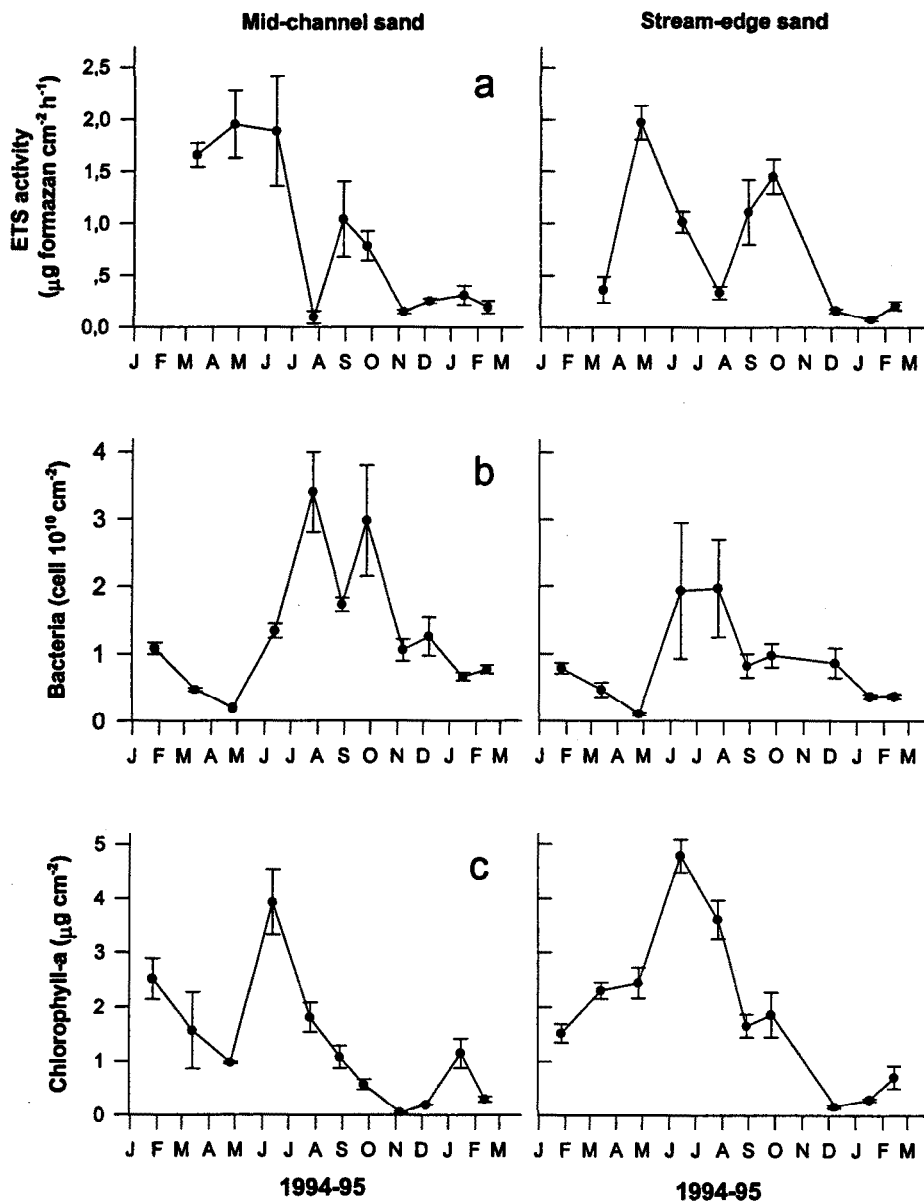 Mid-channel sand
Stream-edge sand
a
ETS activity
(µg formazan cm-2 h-1)
2,5
2,0
1,5
1,0
,5
0,0
J F M A M J J A S O N D J F M
J F M A M J J A S O N D J F M
b
Bacteria (cell 10¹⁰ cm-2)
4
3
2
1
0
J F M A M J J A S O N D J F M
J F M A M J J A S O N D J F M
c
Chlorophyll-a (µg cm-2)
5
4
3
2
1
0
J F M A M J J A S O N D J F M
J F M A M J J A S O N D J F M
1994-95
1994-95